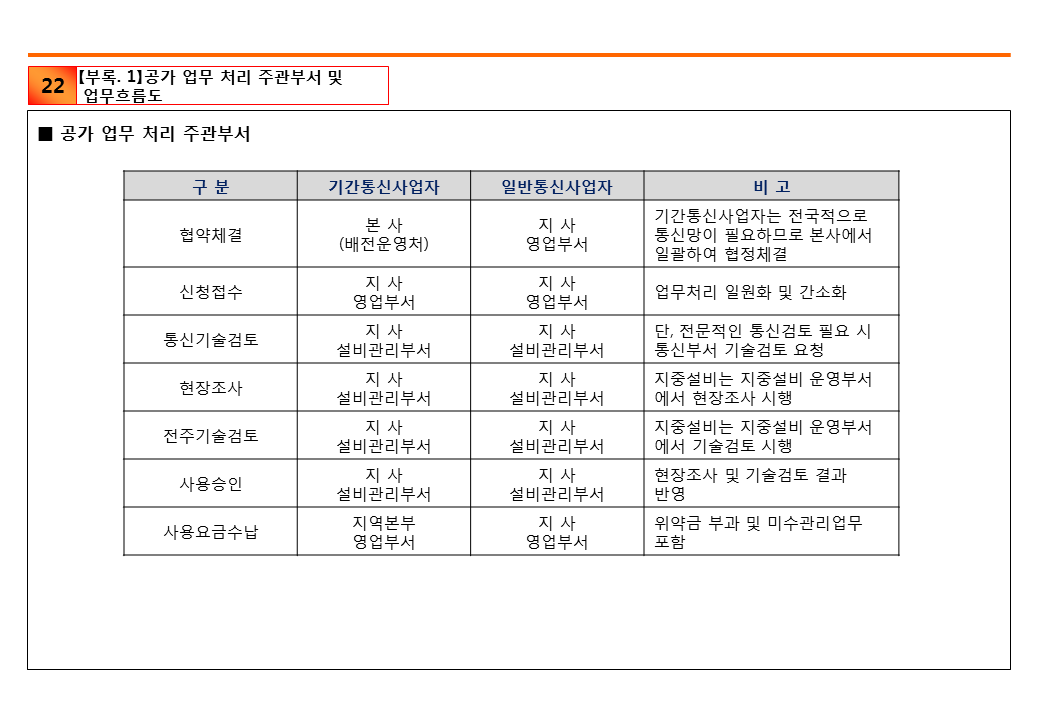 22
【부록. 1】공가 업무 처리 주관부서 및
업무흐름도
■ 공가 업무 처리 주관부서
구 분
기간통신사업자
일반통신사업자
비 고
협약체결
본 사
(배전운영처)
지 사
영업부서
기간통신사업자는 전국적으로
통신망이 필요하므로 본사에서
일괄하여 협정체결
신청접수
지 사
영업부서
지 사
영업부서
업무처리 일원화 및 간소화
통신기술검토
지 사
설비관리부서
지 사
설비관리부서
단, 전문적인 통신검토 필요 시
통신부서 기술검토 요청
현장조사
지 사
설비관리부서
지 사
설비관리부서
지중설비는 지중설비 운영부서
에서 현장조사 시행
전주기술검토
지 사
설비관리부서
지 사
설비관리부서
지중설비는 지중설비 운영부서
에서 기술검토 시행
사용승인
지 사
설비관리부서
지 사
설비관리부서
현장조사 및 기술검토 결과
반영
사용요금수납
지역본부
영업부서
지 사
영업부서
위약금 부과 및 미수관리업무
포함